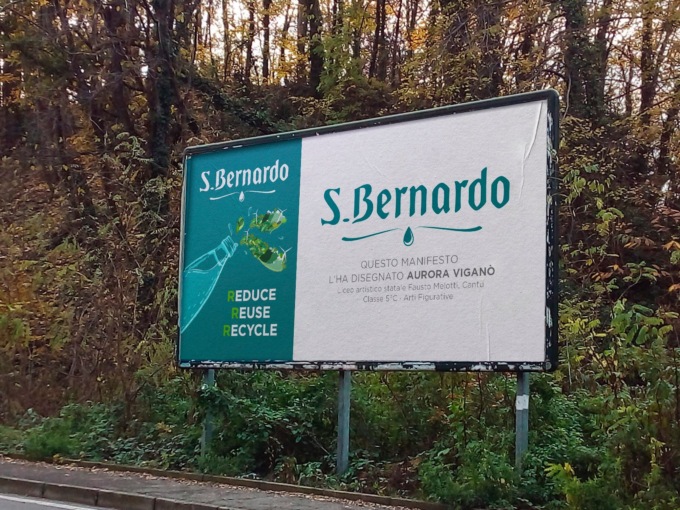 S.Bernardo
REDUCE
REUSE
RECYCLE
S.Bernardo
QUESTO MANIFESTO
L'HA DISEGNATO AURORA VIGANÒ
Liceo artistico statale Fausto Melotti, Cantù
Classe 5°C - Arti Figurative